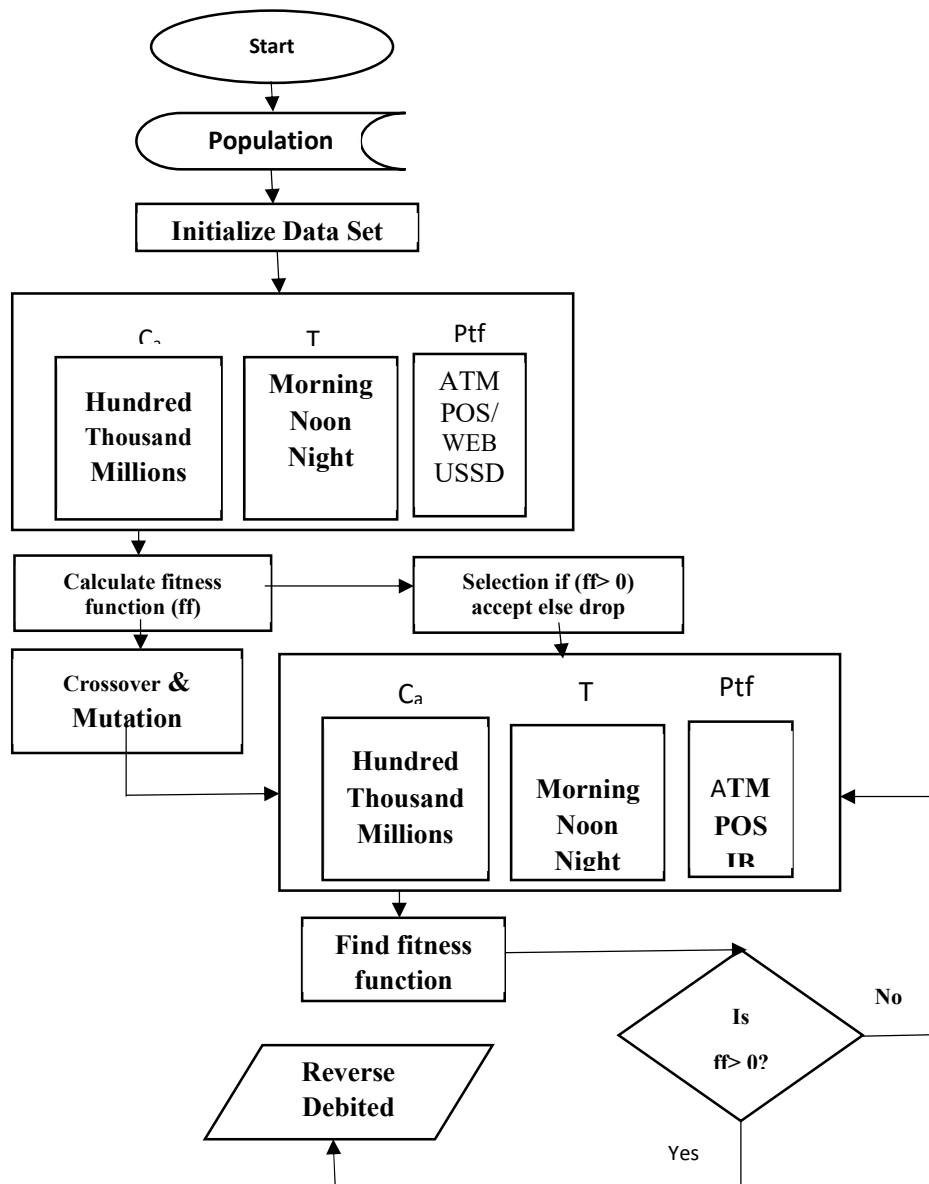 Start
Population
Initialize Data Set
Ca
T
Ptf
Hundred
Thousand
Millions
Morning
Noon
Night
ATM
POS/
WEB
USSD
Calculate fitness
function (ff)
Selection if (ff> 0)
accept else drop
Crossover &
Mutation
Ca
T
Ptf
Hundred
Thousand
Millions
Morning
Noon
Night
ATM
POS
Find fitness
function
Is
ff> 0?
No
Reverse
Debited
Yes